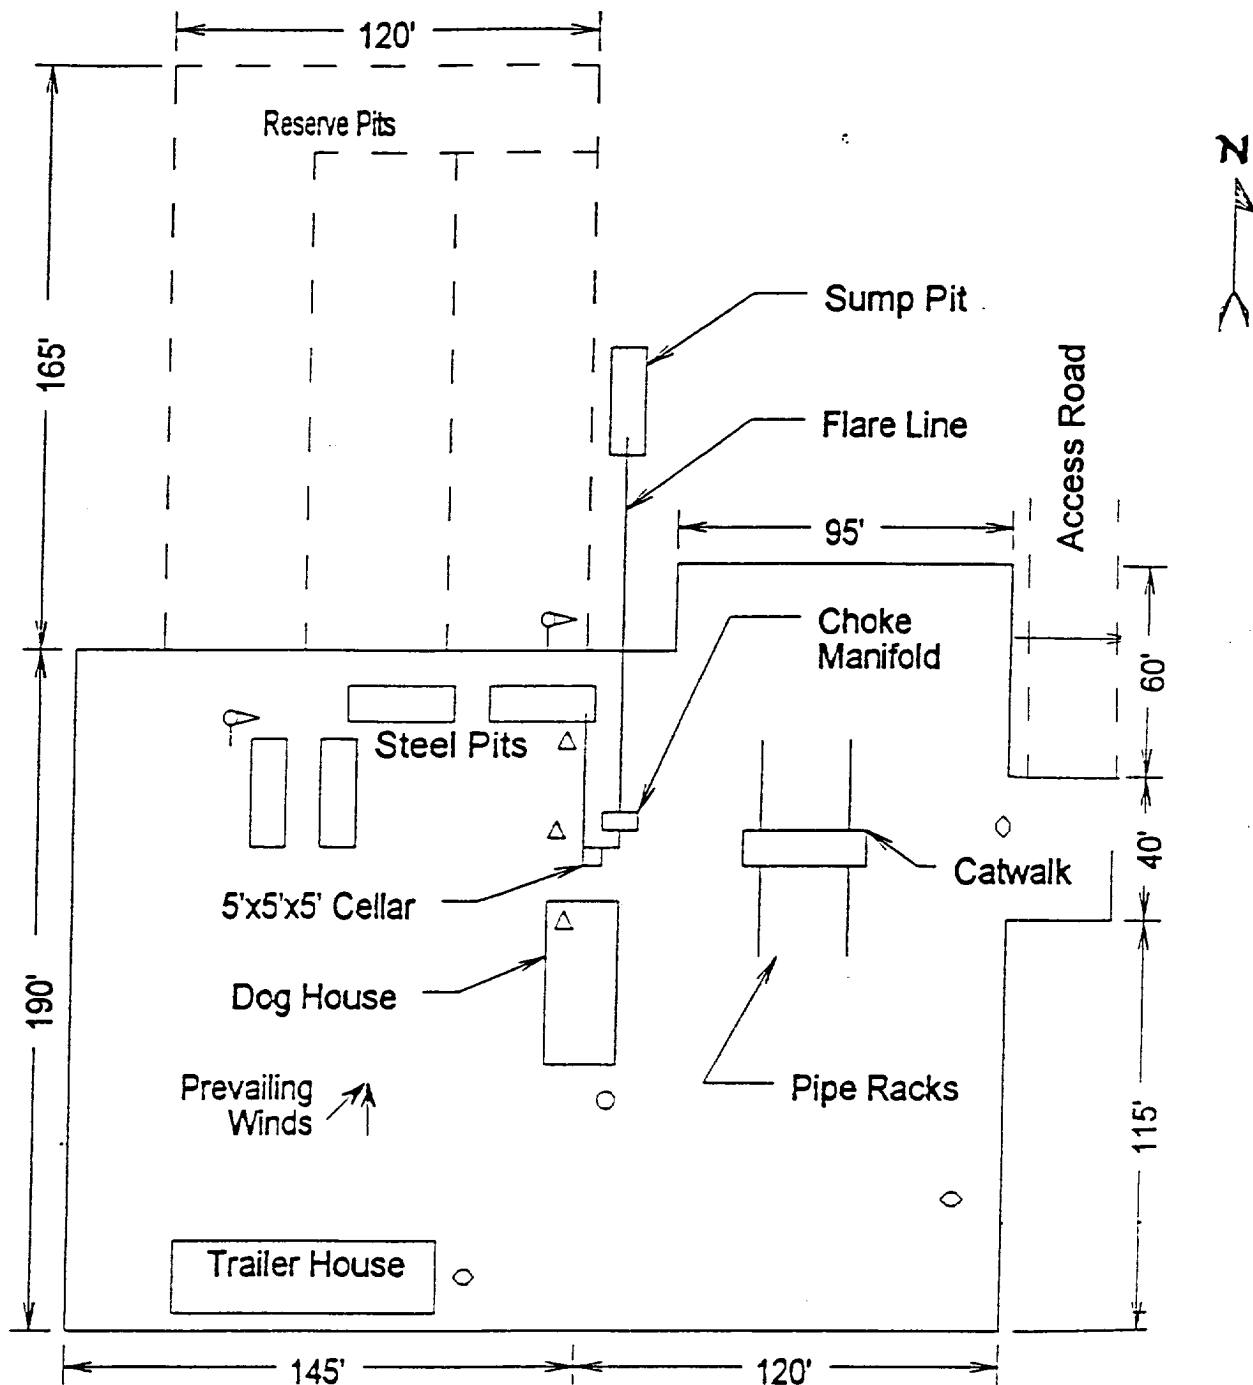 120'
Reserve Pits
N
165'
Sump Pit
Flare Line
Access Road
95'
Choke
Manifold
60'
Steel Pits
40'
Catwalk
5'x5'x5' Cellar
190'
Dog House
Prevailing
Winds
Pipe Racks
115'
Trailer House
145'
120'